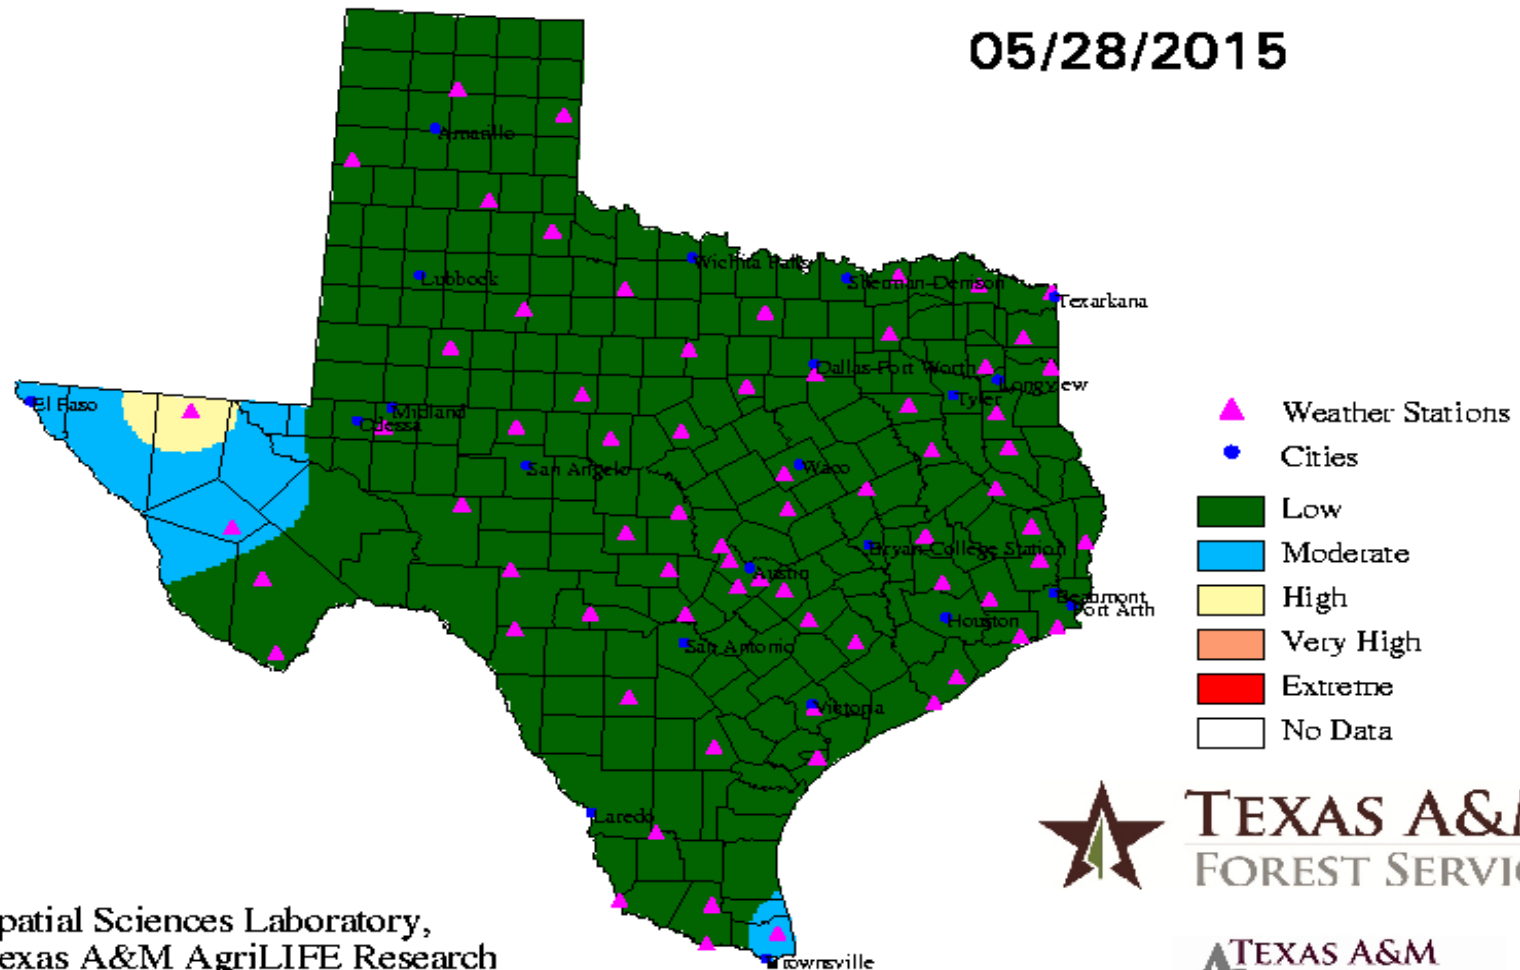 05/28/2015
Amarillo
Lubbock
Wichita Falls
Sherman-Denison
Texarkana
Dallas-Fort Worth
Longview
Tyler
El Paso
Midland
Odessa
San Angelo
Waco
Bryan-College Station
Austin
Beaumont
Port Arth
Houston
San Antonio
Victoria
Laredo
Brownsville
Weather Stations
Cities
Low
Moderate
High
Very High
Extreme
No Data
TEXAS A&M
FOREST SERVIC
patial Sciences Laboratory,
exas A&M AgriLIFE Research
TEXAS A&M